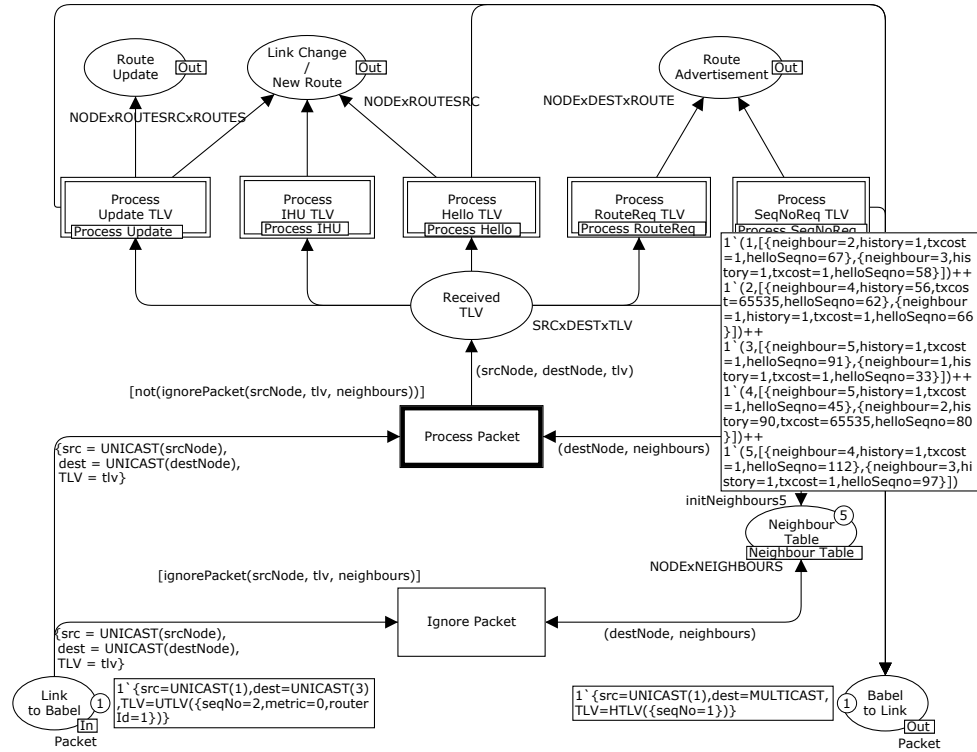 Route
Update
Out
Link Change
/
New Route
Out
Route
Advertisement
Out
NODExROUTESRCxROUTES
NODExROUTESRC
NODExDESTxROUTE
Process
Update TLV
Process Update
Process
IHU TLV
Process IHU
Process
Hello TLV
Process Hello
Process
RouteReq TLV
Process RouteReq
Process
SeqNoReq TLV
Process SeqNoReq
1`(1,[{neighbour=2,history=1,txcost
=1,helloSeqno=67},{neighbour=3,his
tory=1,txcost=1,helloSeqno=58}])++
1`(2,[{neighbour=4,history=56,txcos
t=65535,helloSeqno=62},{neighbour
=1,history=1,txcost=1,helloSeqno=66
}])++
1`(3,[{neighbour=5,history=1,txcost
=1,helloSeqno=91},{neighbour=1,his
tory=1,txcost=1,helloSeqno=33}])++
1`(4,[{neighbour=5,history=1,txcost
=1,helloSeqno=45},{neighbour=2,his
tory=90,txcost=65535,helloSeqno=80
}])++
1`(5,[{neighbour=4,history=1,txcost
=1,helloSeqno=112},{neighbour=3,hi
story=1,txcost=1,helloSeqno=97}])
Received
TLV
SRCxDESTxTLV
(srcNode, destNode, tlv)
[not(ignorePacket(srcNode, tlv, neighbours))]
Process Packet
{src = UNICAST(srcNode),
dest = UNICAST(destNode),
TLV = tlv}
(destNode, neighbours)
initNeighbours5
5
Neighbour
Table
Neighbour Table
NODExNEIGHBOURS
[ignorePacket(srcNode, tlv, neighbours)]
Ignore Packet
{src = UNICAST(srcNode),
dest = UNICAST(destNode),
TLV = tlv}
(destNode, neighbours)
Link
to Babel
1
In
Packet
1`{src=UNICAST(1),dest=UNICAST(3)
,TLV=UTLV({seqNo=2,metric=0,router
Id=1})}
1`{src=UNICAST(1),dest=MULTICAST,
TLV=HTLV({seqNo=1})}
1
Babel
to Link
Out
Packet